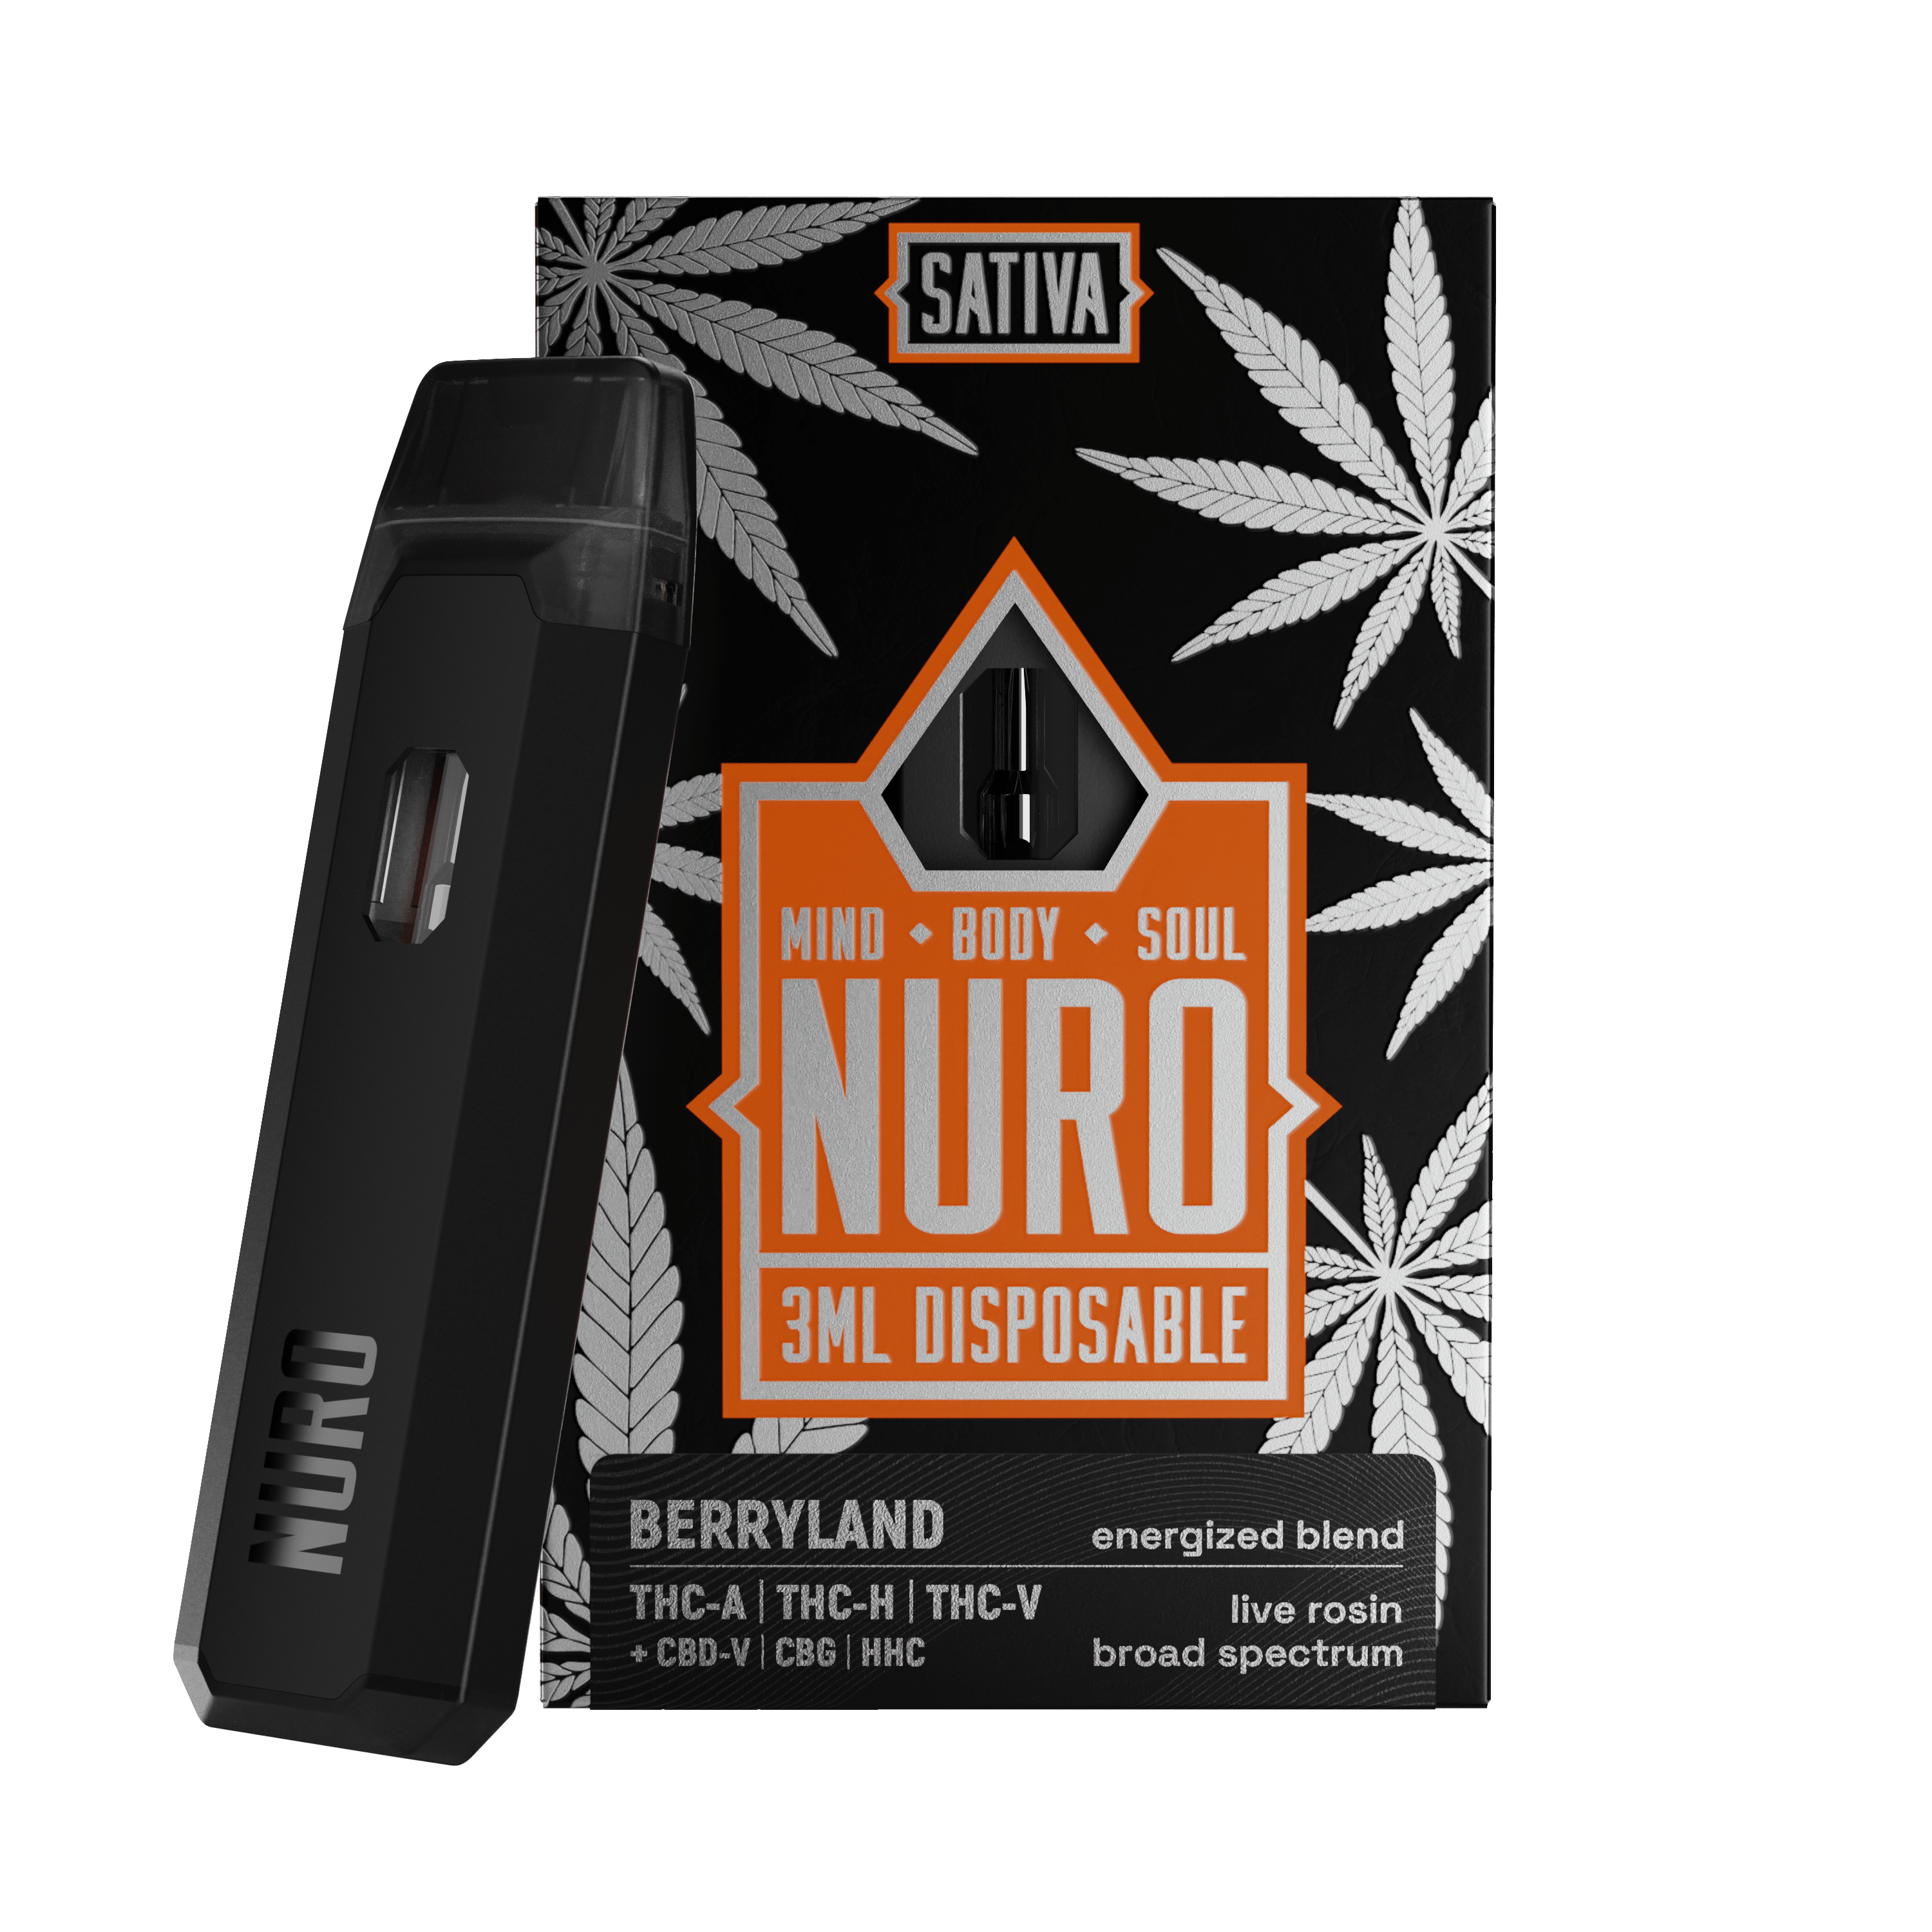 SATIVA
MIND ◆ BODY ◆ SOUL
NURO
3ML DISPOSABLE
BERRYLAND
energized blend
THC-A | THC-H | THC-V
+ CBD-V | CBG | HHC
live rosin
broad spectrum
NURO